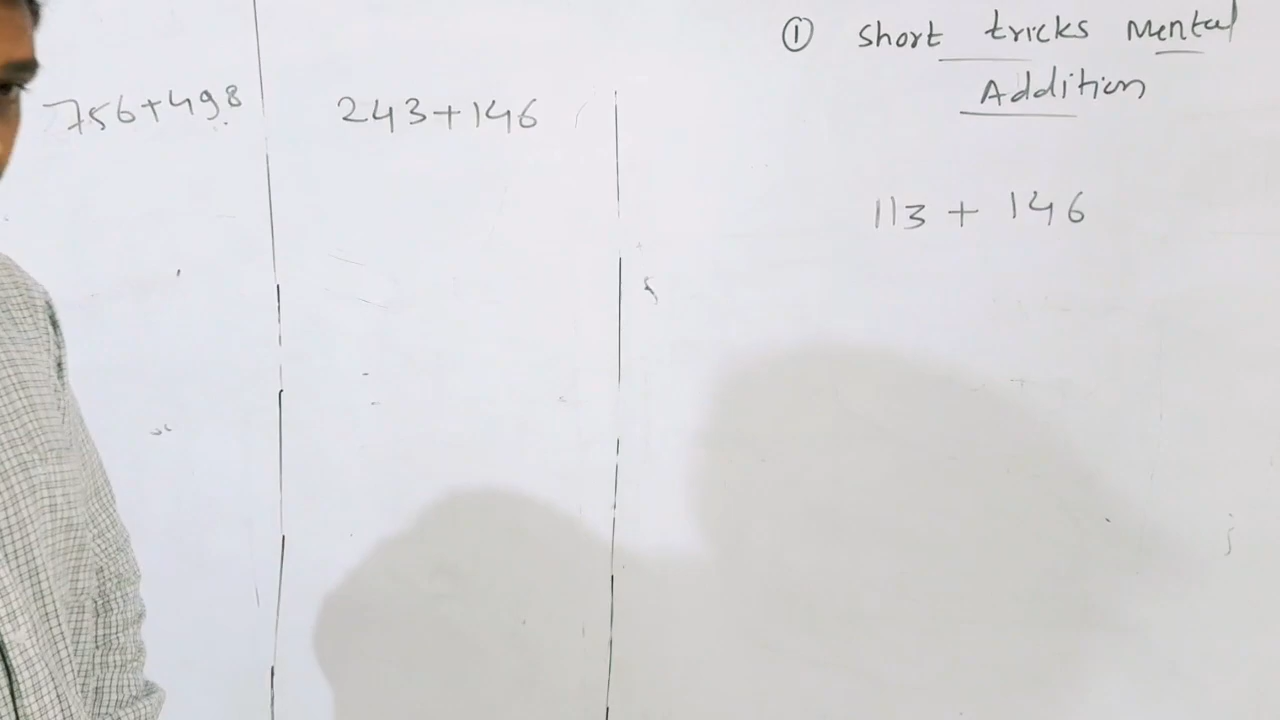 ① Short tricks Mental
Addition
756+498
243+146
113 + 146